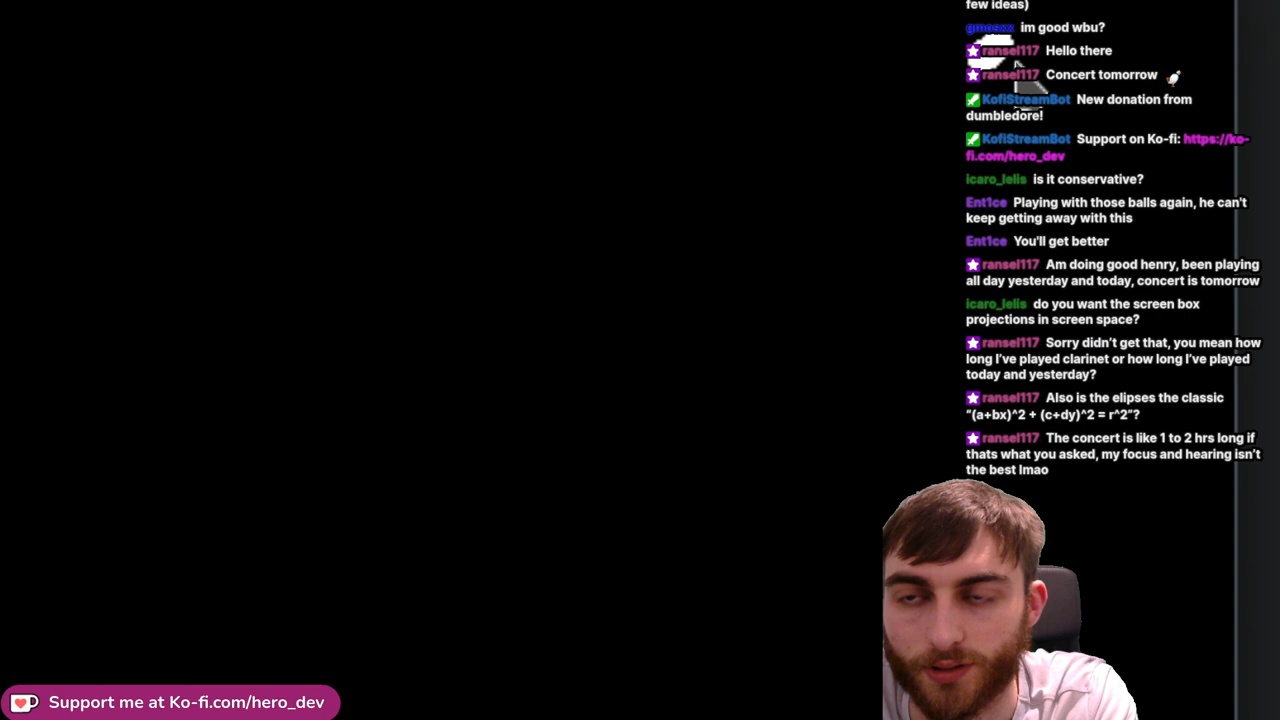 few ideas)
gmosxx im good wbu?
ransel117 Hello there
ransel117 Concert tomorrow
KofiStreamBot New donation from
dumbledore!
KofiStreamBot Support on Ko-fi: https://ko-
fi.com/hero_dev
icaro_lelis is it conservative?
Ent1ce Playing with those balls again, he can't
keep getting away with this
Ent1ce You'll get better
ransel117 Am doing good henry, been playing
all day yesterday and today, concert is tomorrow
icaro_lelis do you want the screen box
projections in screen space?
ransel117 Sorry didn’t get that, you mean how
long I’ve played clarinet or how long I’ve played
today and yesterday?
ransel117 Also is the elipses the classic
“(a+bx)^2 + (c+dy)^2 = r^2”?
ransel117 The concert is like 1 to 2 hrs long if
thats what you asked, my focus and hearing isn’t
the best lmao
Support me at Ko-fi.com/hero_dev